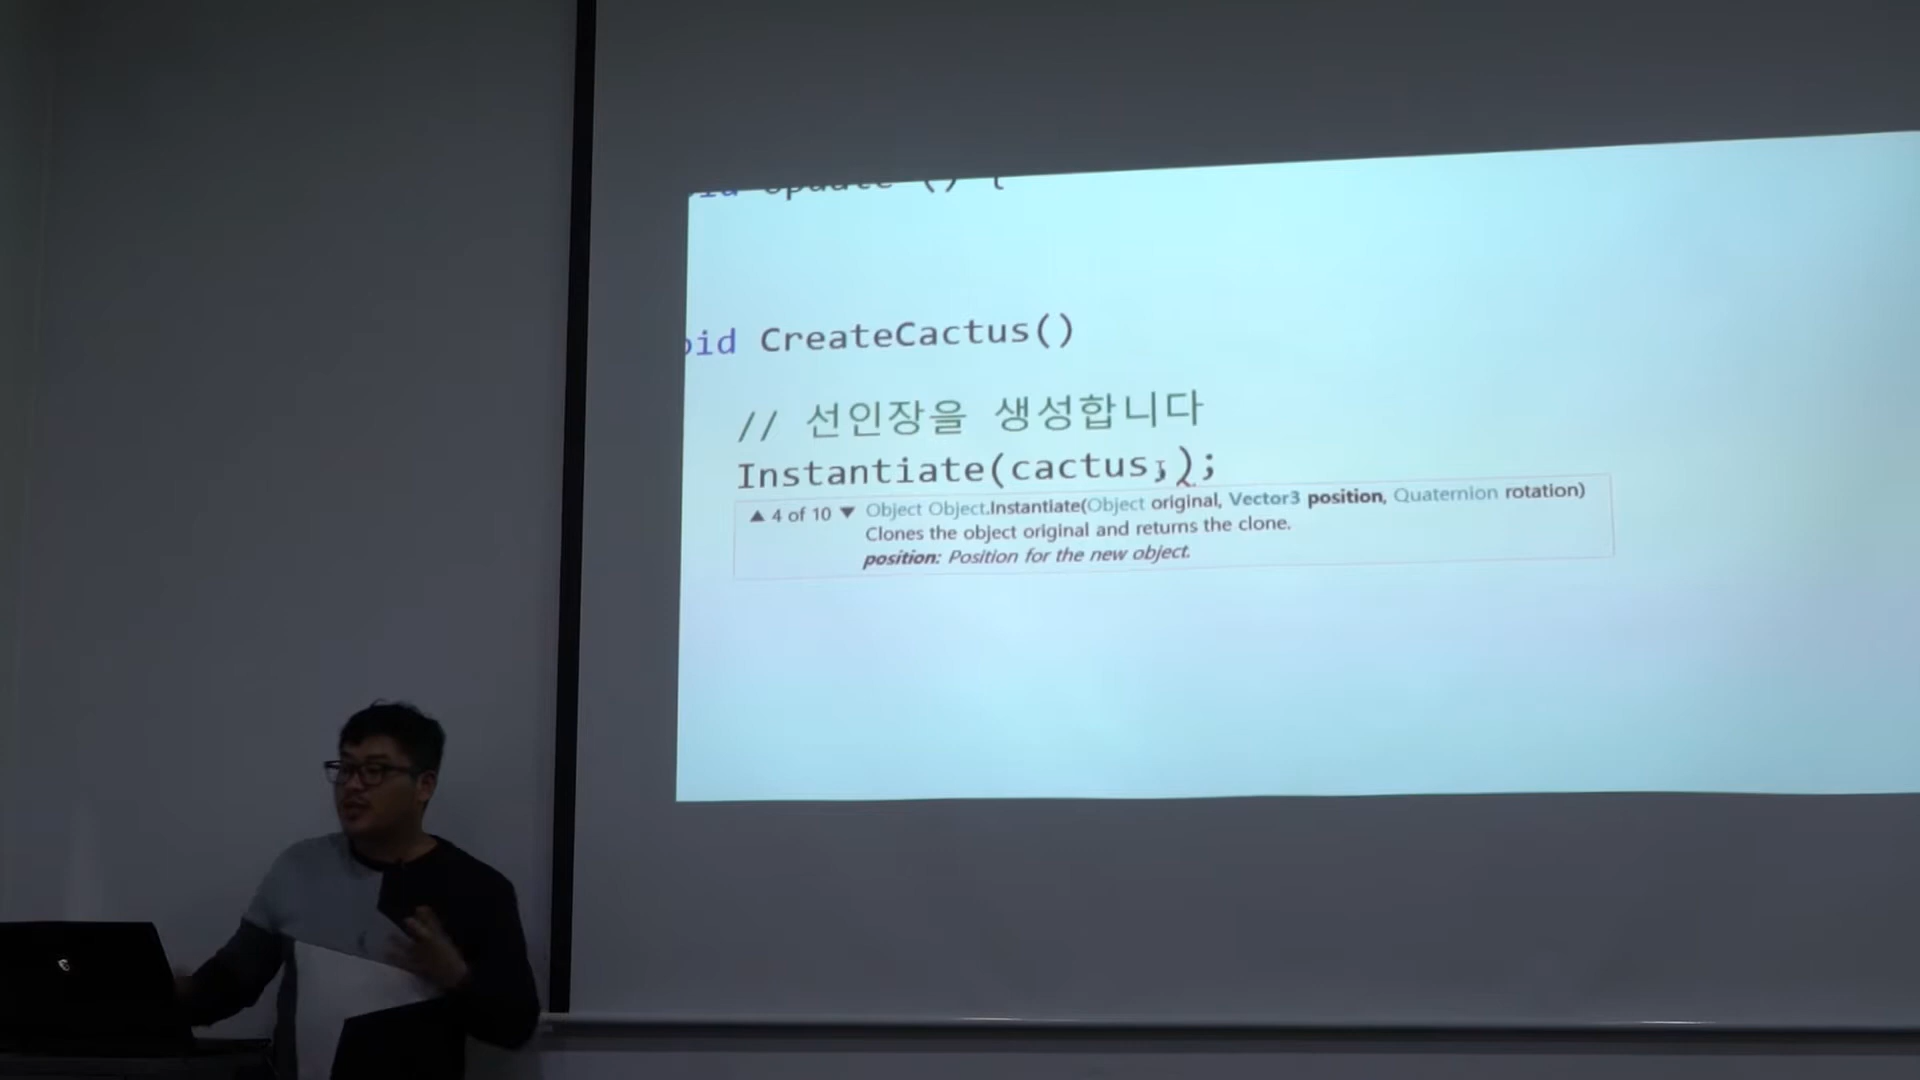 Update () {
oid CreateCactus()
// 선인장을 생성합니다
Instantiate(cactus,);
▲ 4 of 10 ▼ Object Object.Instantiate(Object original, Vector3 position, Quaternion rotation)
Clones the object original and returns the clone.
position: Position for the new object.